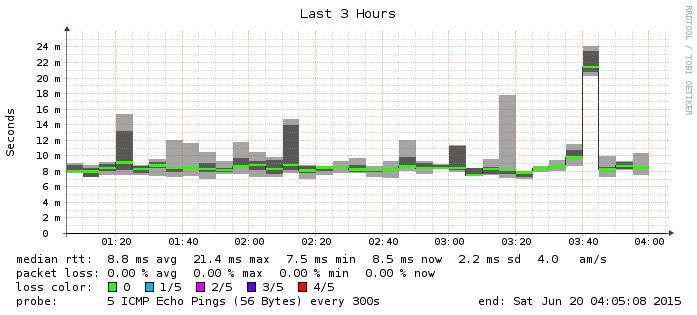 Last 3 Hours
RRDTOOL / TOBI OETIKER
Seconds
24 m
22 m
20 m
18 m
16 m
14 m
12 m
10 m
8 m
6 m
4 m
2 m
0
01:20 01:40 02:00 02:20 02:40 03:00 03:20 03:40 04:00
median rtt: 8.8 ms avg 21.4 ms max 7.5 ms min 8.5 ms now 2.2 ms sd 4.0 am/s
packet loss: 0.00 % avg 0.00 % max 0.00 % min 0.00 % now
loss color: 0 1/5 2/5 3/5 4/5
probe: 5 ICMP Echo Pings (56 Bytes) every 300s end: Sat Jun 20 04:05:08 2015